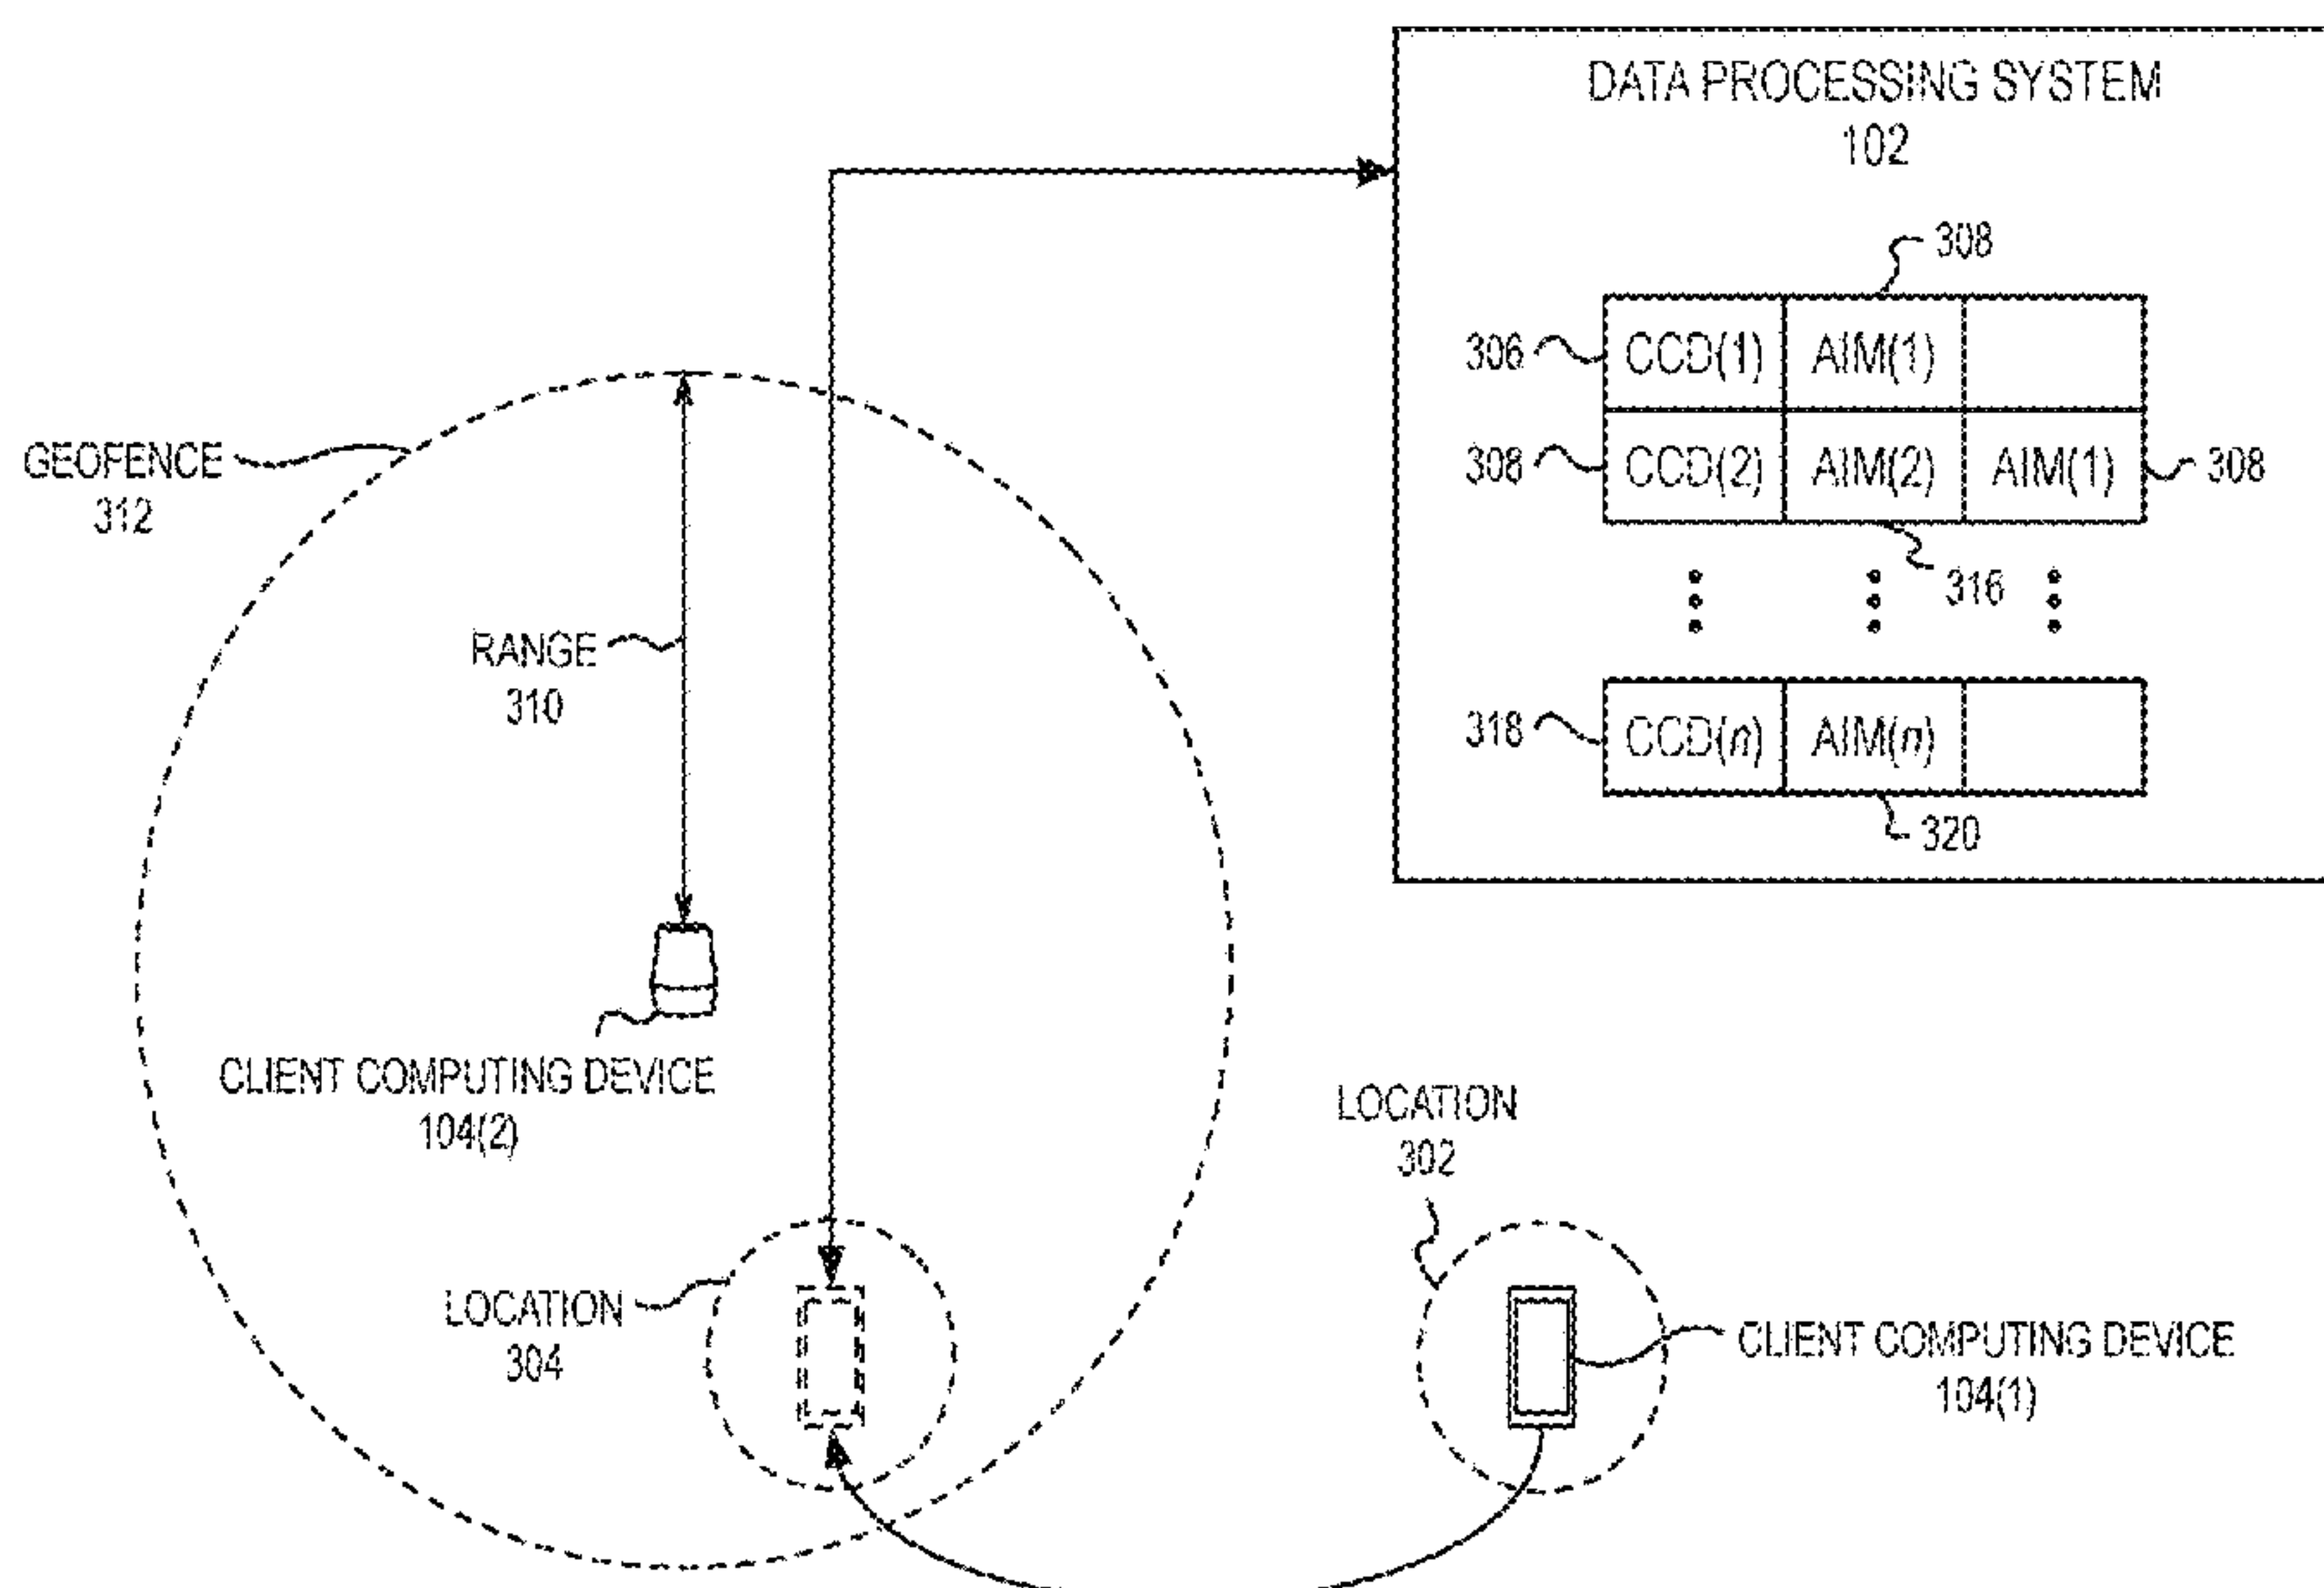 DATA PROCESSING SYSTEM
102
308
306
CCD(1)
AIM(1)
308
CCD(2)
AIM(2)
AIM(1)
308
316
318
CCD(n)
AIM(n)
320
GEOFENCE
312
RANGE
310
CLIENT COMPUTING DEVICE
104(2)
LOCATION
302
LOCATION
304
CLIENT COMPUTING DEVICE
104(1)